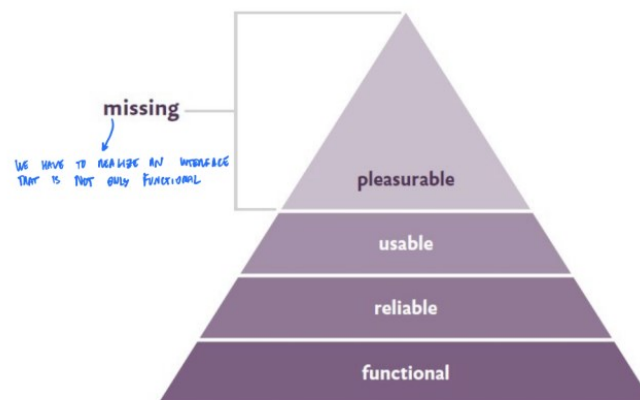 missing
WE HAVE TO REALIZE AN INTERFACE
THAT IS NOT ONLY FUNCTIONAL
pleasurable
usable
reliable
functional